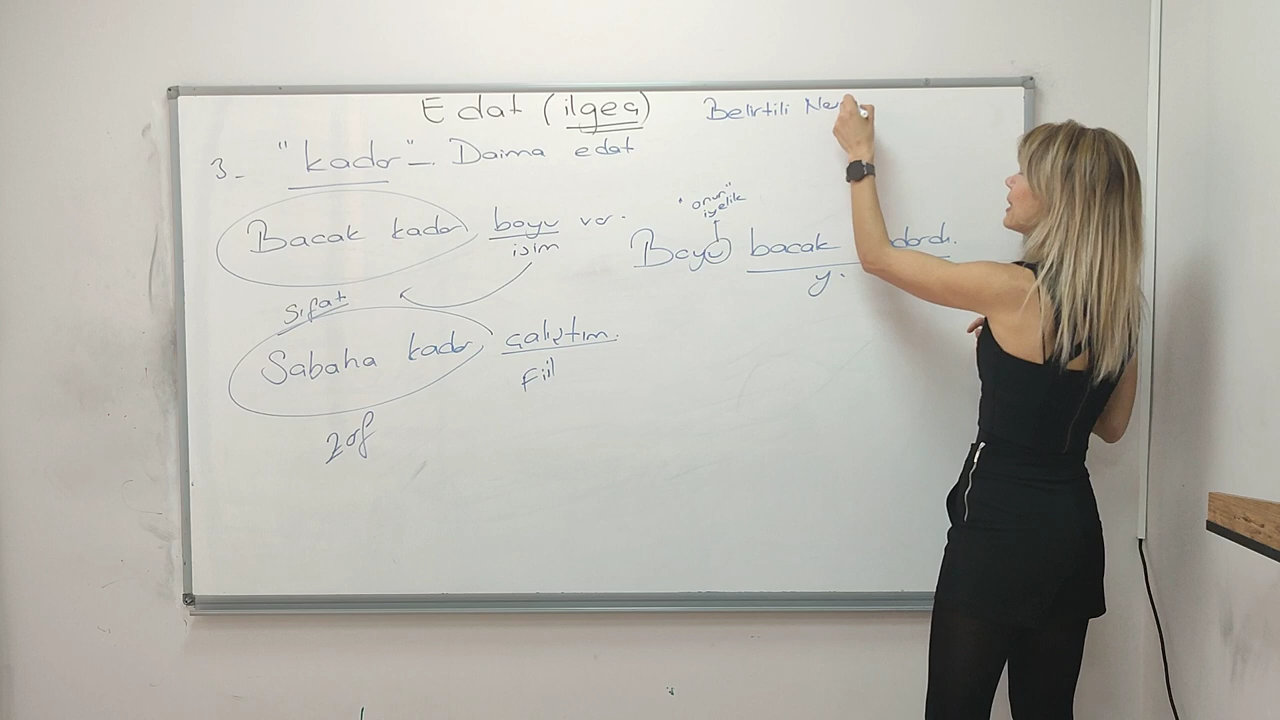 Edat (ilgeç)
Belirtili
3- "kadar" - Daima edat
Bacak kadar boyu var.
isim
sıfat
"onun"
iyelik
Boyu bacak
y.
Sabaha kadar çalıştım.
Fiil
zarf